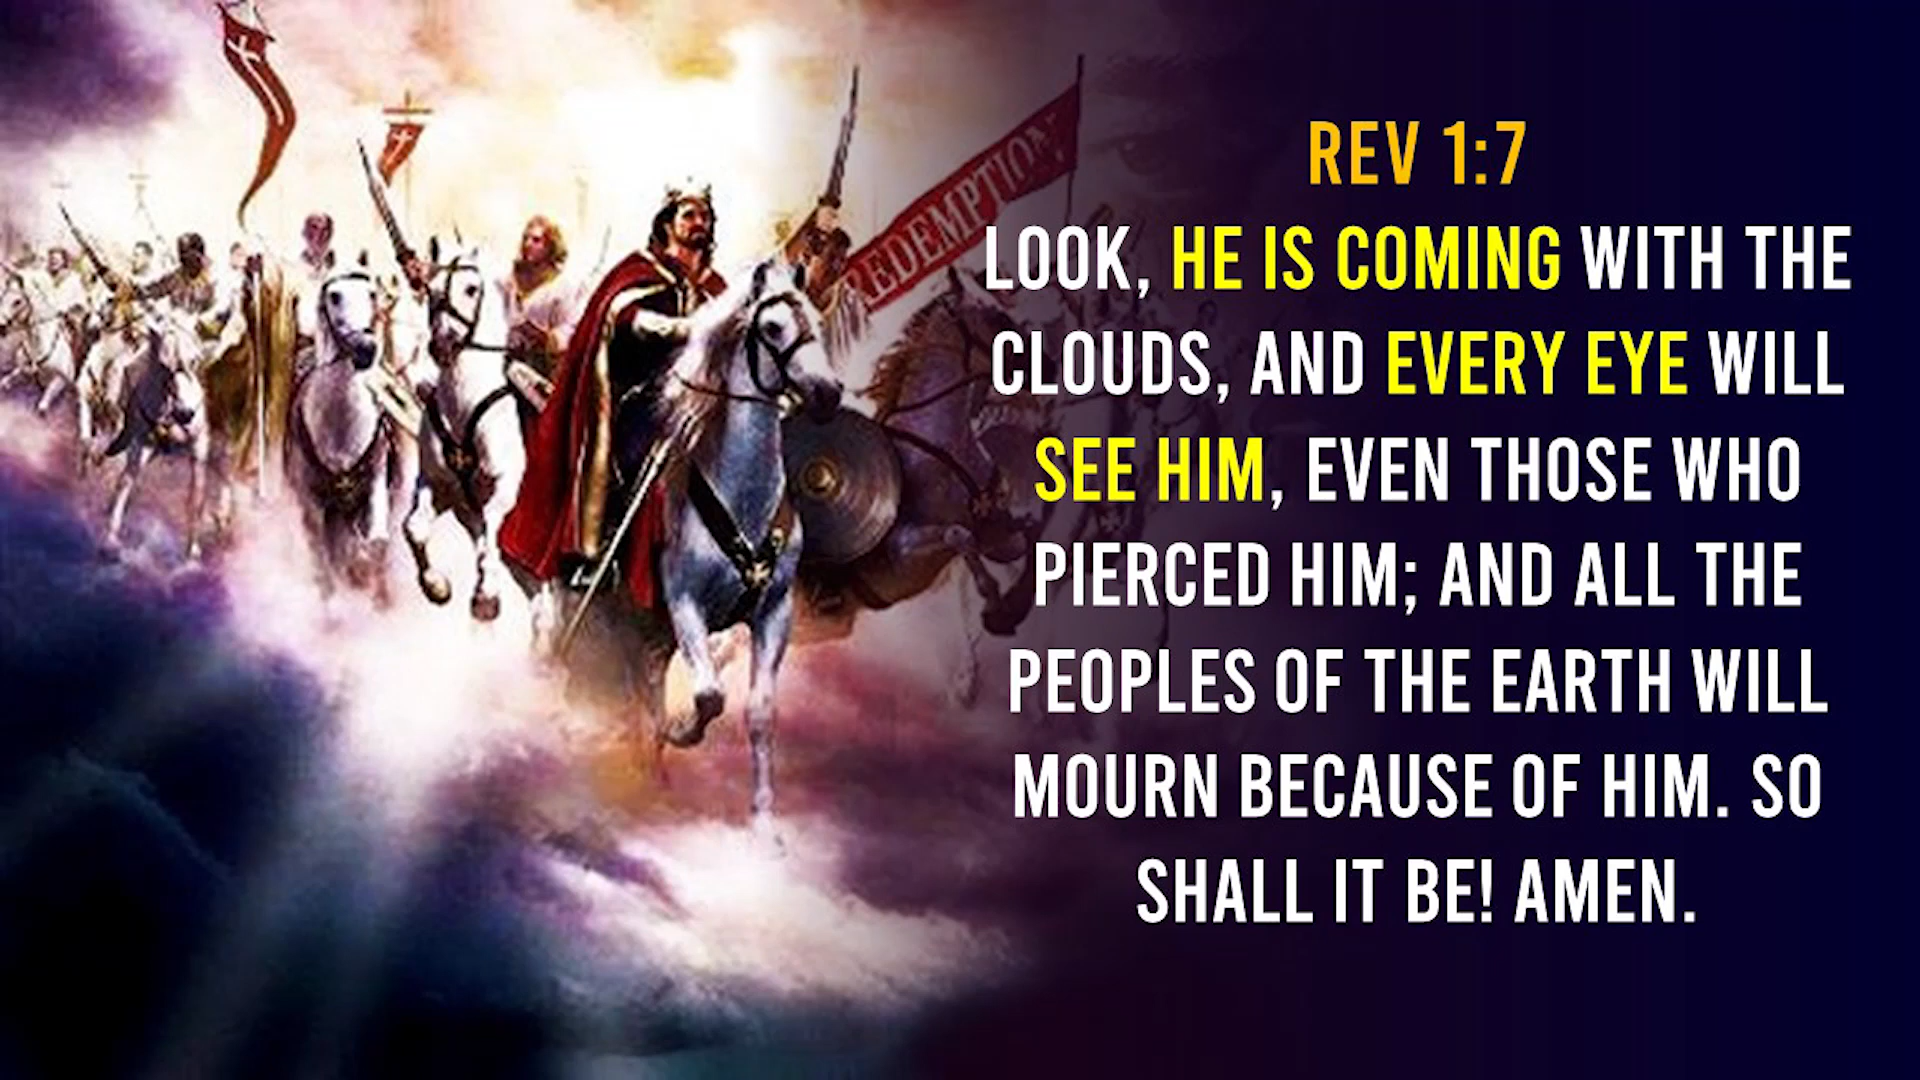 REDEMPTION
REV 1:7
LOOK, HE IS COMING WITH THE
CLOUDS, AND EVERY EYE WILL
SEE HIM, EVEN THOSE WHO
PIERCED HIM; AND ALL THE
PEOPLES OF THE EARTH WILL
MOURN BECAUSE OF HIM. SO
SHALL IT BE! AMEN.